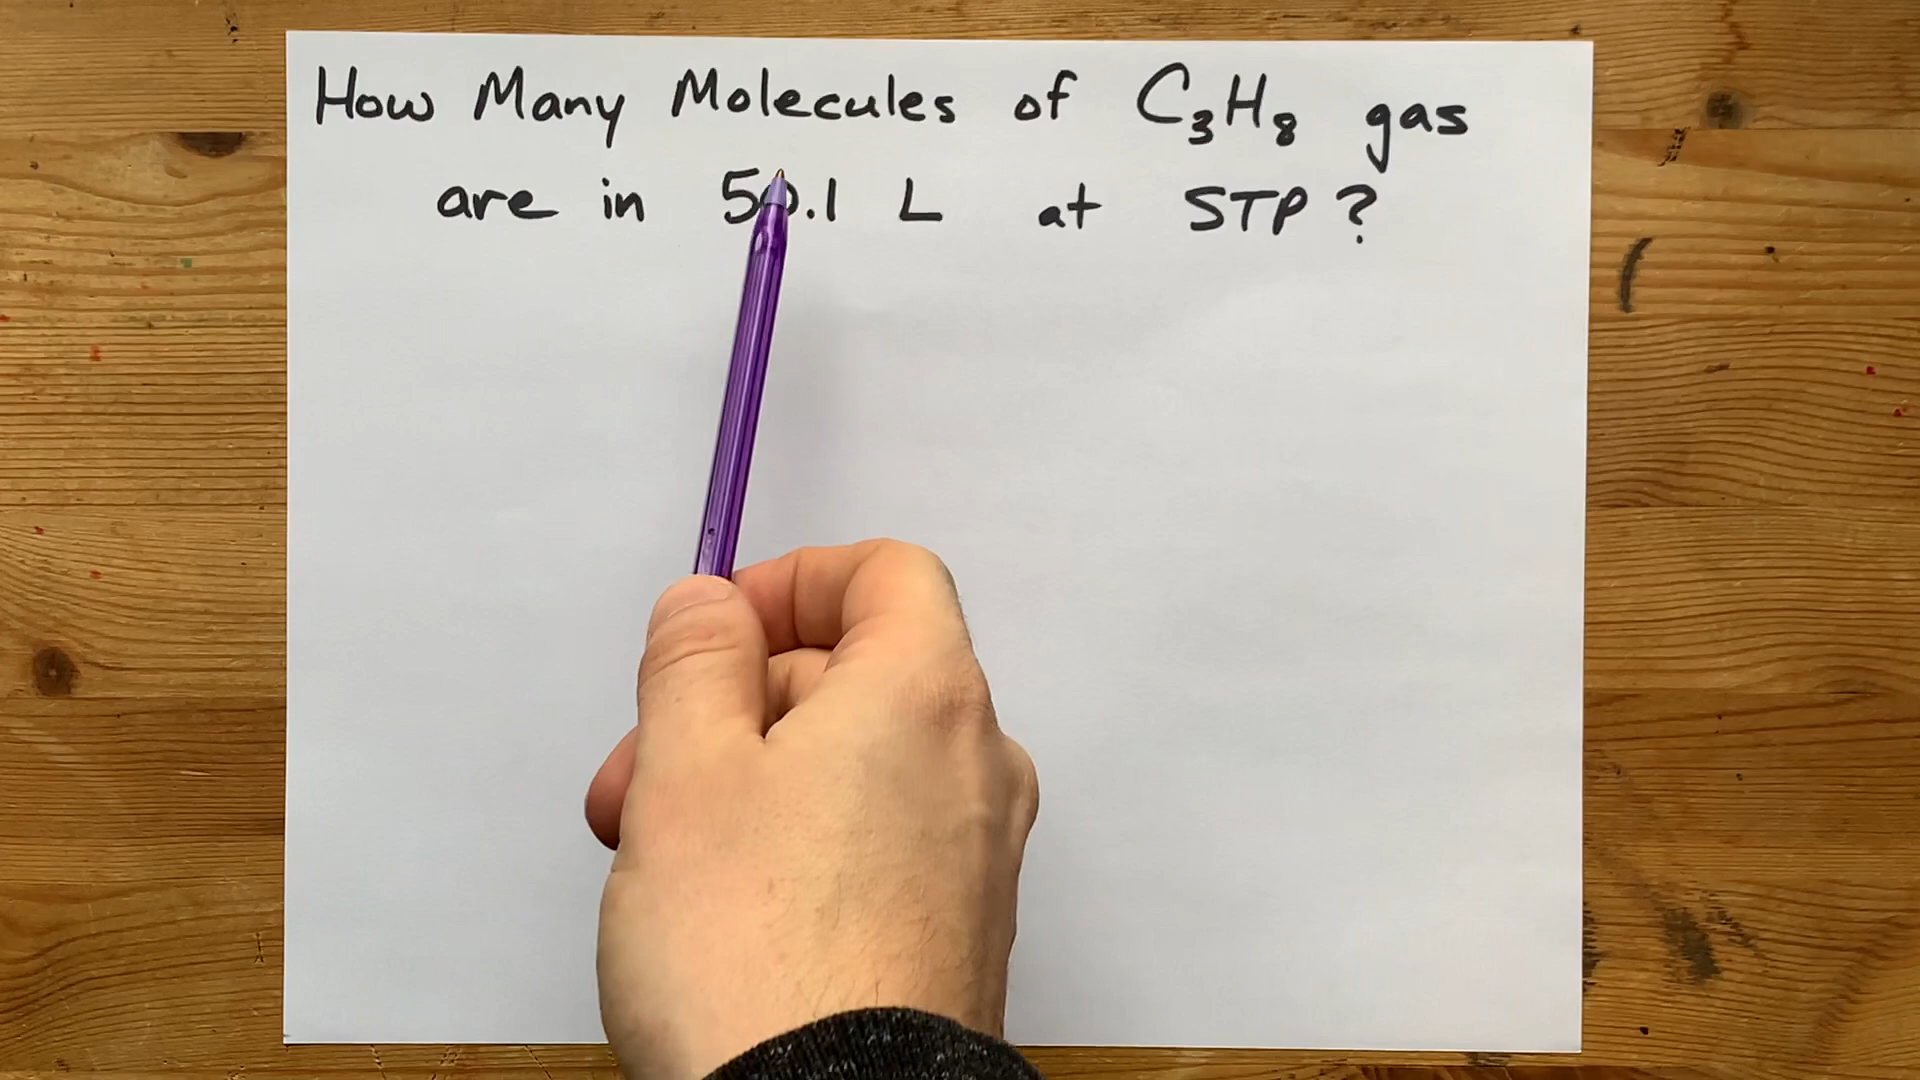 How Many Molecules of C₃H₈ gas
are in 50.1 L at STP?